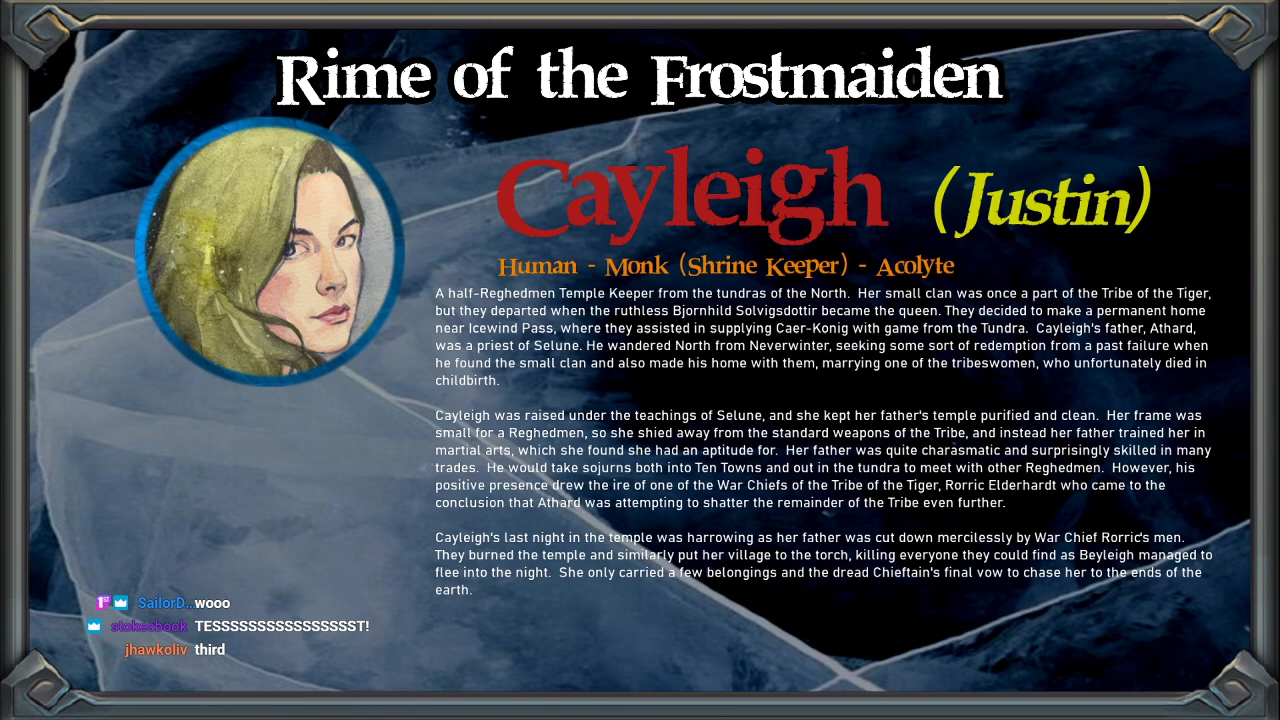 Rime of the Frostmaiden
Cayleigh (Justin)
Human - Monk (Shrine Keeper) - Acolyte
A half-Reghedmen Temple Keeper from the tundras of the North.  Her small clan was once a part of the Tribe of the Tiger,
but they departed when the ruthless Bjornhild Solvigsdottir became the queen. They decided to make a permanent home
near Icewind Pass, where they assisted in supplying Caer-Konig with game from the Tundra.  Cayleigh's father, Athard,
was a priest of Selune. He wandered North from Neverwinter, seeking some sort of redemption from a past failure when
he found the small clan and also made his home with them, marrying one of the tribeswomen, who unfortunately died in
childbirth.
Cayleigh was raised under the teachings of Selune, and she kept her father's temple purified and clean.  Her frame was
small for a Reghedmen, so she shied away from the standard weapons of the Tribe, and instead her father trained her in
martial arts, which she found she had an aptitude for.  Her father was quite charasmatic and surprisingly skilled in many
trades.  He would take sojurns both into Ten Towns and out in the tundra to meet with other Reghedmen.  However, his
positive presence drew the ire of one of the War Chiefs of the Tribe of the Tiger, Rorric Elderhardt who came to the
conclusion that Athard was attempting to shatter the remainder of the Tribe even further.
Cayleigh's last night in the temple was harrowing as her father was cut down mercilessly by War Chief Rorric's men.
They burned the temple and similarly put her village to the torch, killing everyone they could find as Beyleigh managed to
flee into the night.  She only carried a few belongings and the dread Chieftain's final vow to chase her to the ends of the
earth.
1ST SailorD... wooo
stokesbook TESSSSSSSSSSSSSSSST!
jhawkoliv third